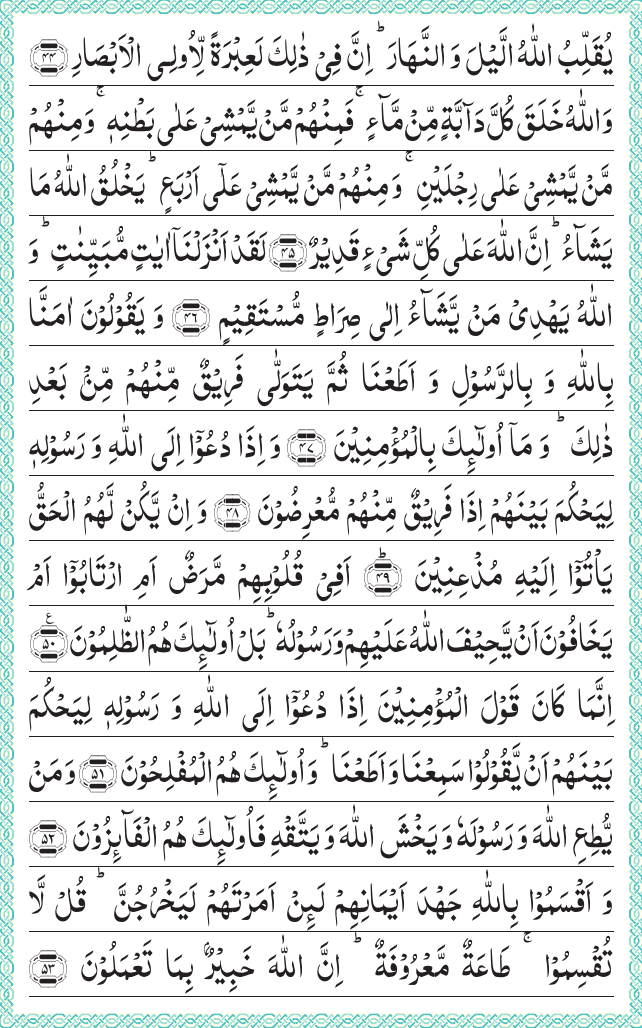 يُقَلِّبُ اللّٰهُ الَّيْلَ وَ النَّهَارَ ؕ اِنَّ فِيْ ذٰلِكَ لَعِبْرَةً لِّاُولِي الْاَبْصَارِ ﴿۴۴﴾
وَاللّٰهُ خَلَقَ كُلَّ دَآبَّةٍ مِّنْ مَّآءٍ ۚ فَمِنْهُمْ مَّنْ يَّمْشِيْ عَلٰى بَطْنِهٖ ۚ وَ مِنْهُمْ
مَّنْ يَّمْشِيْ عَلٰى رِجْلَيْنِ ۚ وَ مِنْهُمْ مَّنْ يَّمْشِيْ عَلٰۤى اَرْبَعٍ ؕ يَخْلُقُ اللّٰهُ مَا
يَشَآءُ ؕ اِنَّ اللّٰهَ عَلٰى كُلِّ شَيْءٍ قَدِيْرٌ ﴿۴۵﴾ لَقَدْ اَنْزَلْنَاۤ اٰيٰتٍ مُّبَيِّنٰتٍ ؕ وَ
اللّٰهُ يَهْدِيْ مَنْ يَّشَآءُ اِلٰى صِرَاطٍ مُّسْتَقِيْمٍ ﴿۴۶﴾ وَ يَقُوْلُوْنَ اٰمَنَّا
بِاللّٰهِ وَ بِالرَّسُوْلِ وَ اَطَعْنَا ثُمَّ يَتَوَلّٰى فَرِيْقٌ مِّنْهُمْ مِّنْۢ بَعْدِ
ذٰلِكَ ؕ وَ مَاۤ اُولٰٓئِكَ بِالْمُؤْمِنِيْنَ ﴿۴۷﴾ وَ اِذَا دُعُوْۤا اِلَى اللّٰهِ وَ رَسُوْلِهٖ
لِيَحْكُمَ بَيْنَهُمْ اِذَا فَرِيْقٌ مِّنْهُمْ مُّعْرِضُوْنَ ﴿۴۸﴾ وَ اِنْ يَّكُنْ لَّهُمُ الْحَقُّ
يَاْتُوْۤا اِلَيْهِ مُذْعِنِيْنَ ؕ﴿۴۹﴾ اَفِيْ قُلُوْبِهِمْ مَّرَضٌ اَمِ ارْتَابُوْۤا اَمْ
يَخَافُوْنَ اَنْ يَّحِيْفَ اللّٰهُ عَلَيْهِمْ وَ رَسُوْلُهٗ ؕ بَلْ اُولٰٓئِكَ هُمُ الظّٰلِمُوْنَ ﴿۵۰﴾ ع
اِنَّمَا كَانَ قَوْلَ الْمُؤْمِنِيْنَ اِذَا دُعُوْۤا اِلَى اللّٰهِ وَ رَسُوْلِهٖ لِيَحْكُمَ
بَيْنَهُمْ اَنْ يَّقُوْلُوْا سَمِعْنَا وَ اَطَعْنَا ؕ وَ اُولٰٓئِكَ هُمُ الْمُفْلِحُوْنَ ﴿۵۱﴾ وَ مَنْ
يُّطِعِ اللّٰهَ وَ رَسُوْلَهٗ وَ يَخْشَ اللّٰهَ وَ يَتَّقْهِ فَاُولٰٓئِكَ هُمُ الْفَآئِزُوْنَ ﴿۵۲﴾
وَ اَقْسَمُوْا بِاللّٰهِ جَهْدَ اَيْمَانِهِمْ لَئِنْ اَمَرْتَهُمْ لَيَخْرُجُنَّ ؕ قُلْ لَّا
تُقْسِمُوْا ۚ طَاعَةٌ مَّعْرُوْفَةٌ ؕ اِنَّ اللّٰهَ خَبِيْرٌۢ بِمَا تَعْمَلُوْنَ ﴿۵۳﴾